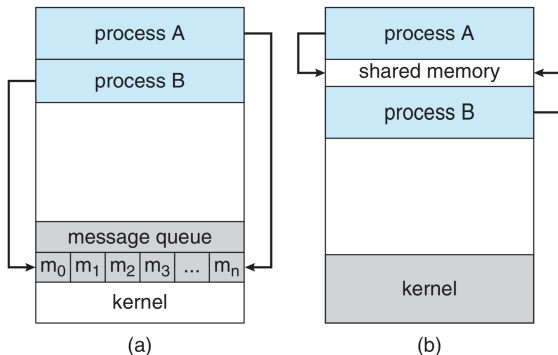 process A
process B
message queue
m₀ m₁ m₂ m₃ ... mₙ
kernel
(a)
process A
shared memory
process B
kernel
(b)